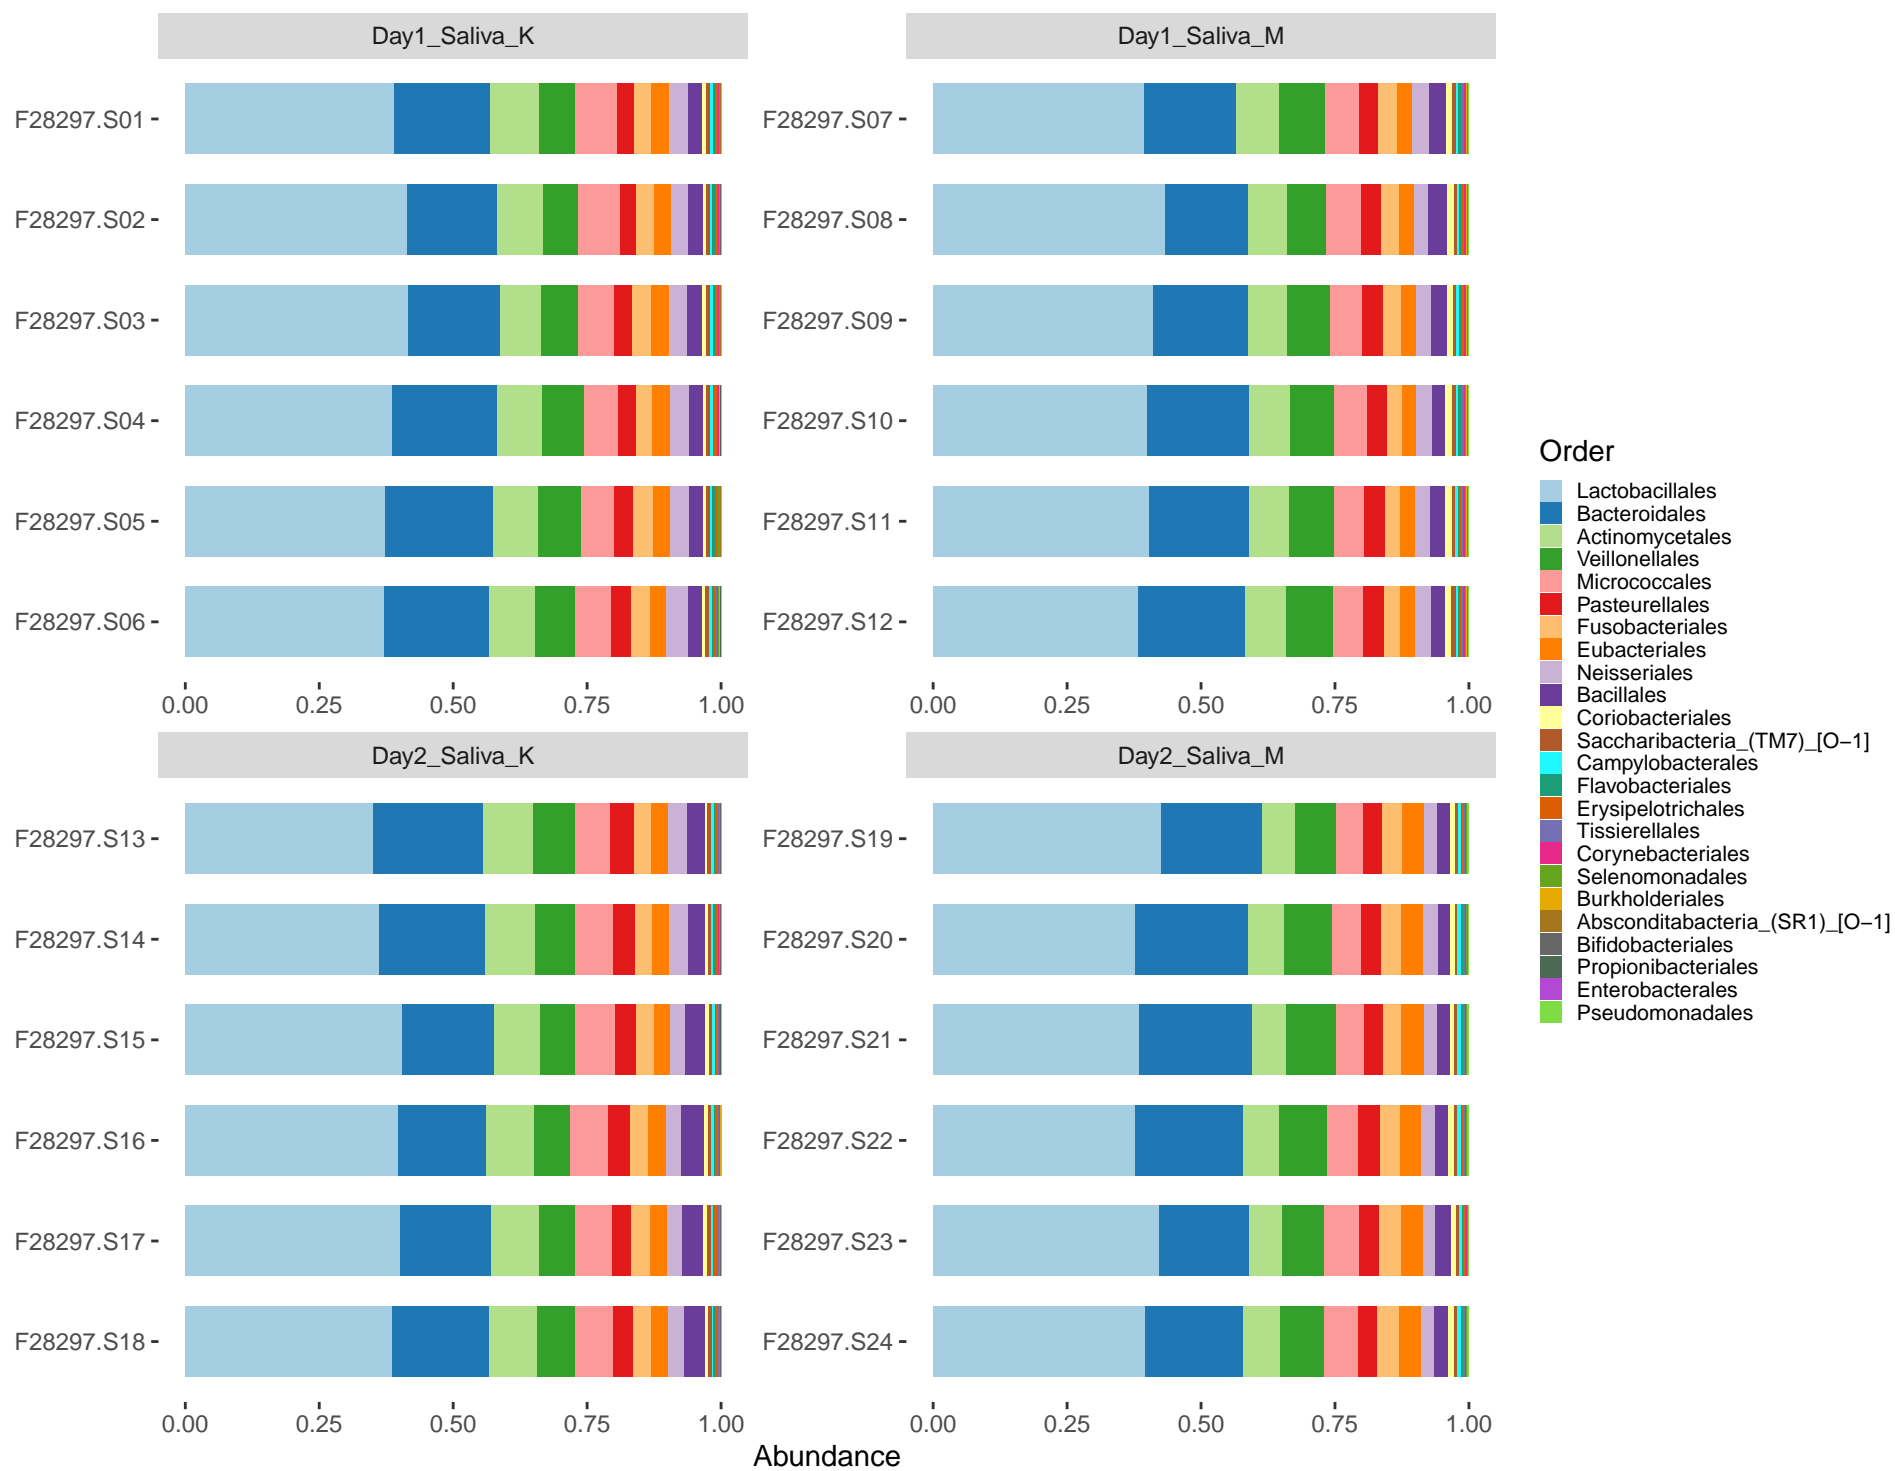 Day1_Saliva_K
F28297.S01
F28297.S02
F28297.S03
F28297.S04
F28297.S05
F28297.S06
0.00 0.25 0.50 0.75 1.00
Day1_Saliva_M
F28297.S07
F28297.S08
F28297.S09
F28297.S10
F28297.S11
F28297.S12
0.00 0.25 0.50 0.75 1.00
Day2_Saliva_K
F28297.S13
F28297.S14
F28297.S15
F28297.S16
F28297.S17
F28297.S18
0.00 0.25 0.50 0.75 1.00
Day2_Saliva_M
F28297.S19
F28297.S20
F28297.S21
F28297.S22
F28297.S23
F28297.S24
0.00 0.25 0.50 0.75 1.00
Abundance
Order
Lactobacillales
Bacteroidales
Actinomycetales
Veillonellales
Micrococcales
Pasteurellales
Fusobacteriales
Eubacteriales
Neisseriales
Bacillales
Coriobacteriales
Saccharibacteria_(TM7)_[O−1]
Campylobacterales
Flavobacteriales
Erysipelotrichales
Tissierellales
Corynebacteriales
Selenomonadales
Burkholderiales
Absconditabacteria_(SR1)_[O−1]
Bifidobacteriales
Propionibacteriales
Enterobacterales
Pseudomonadales